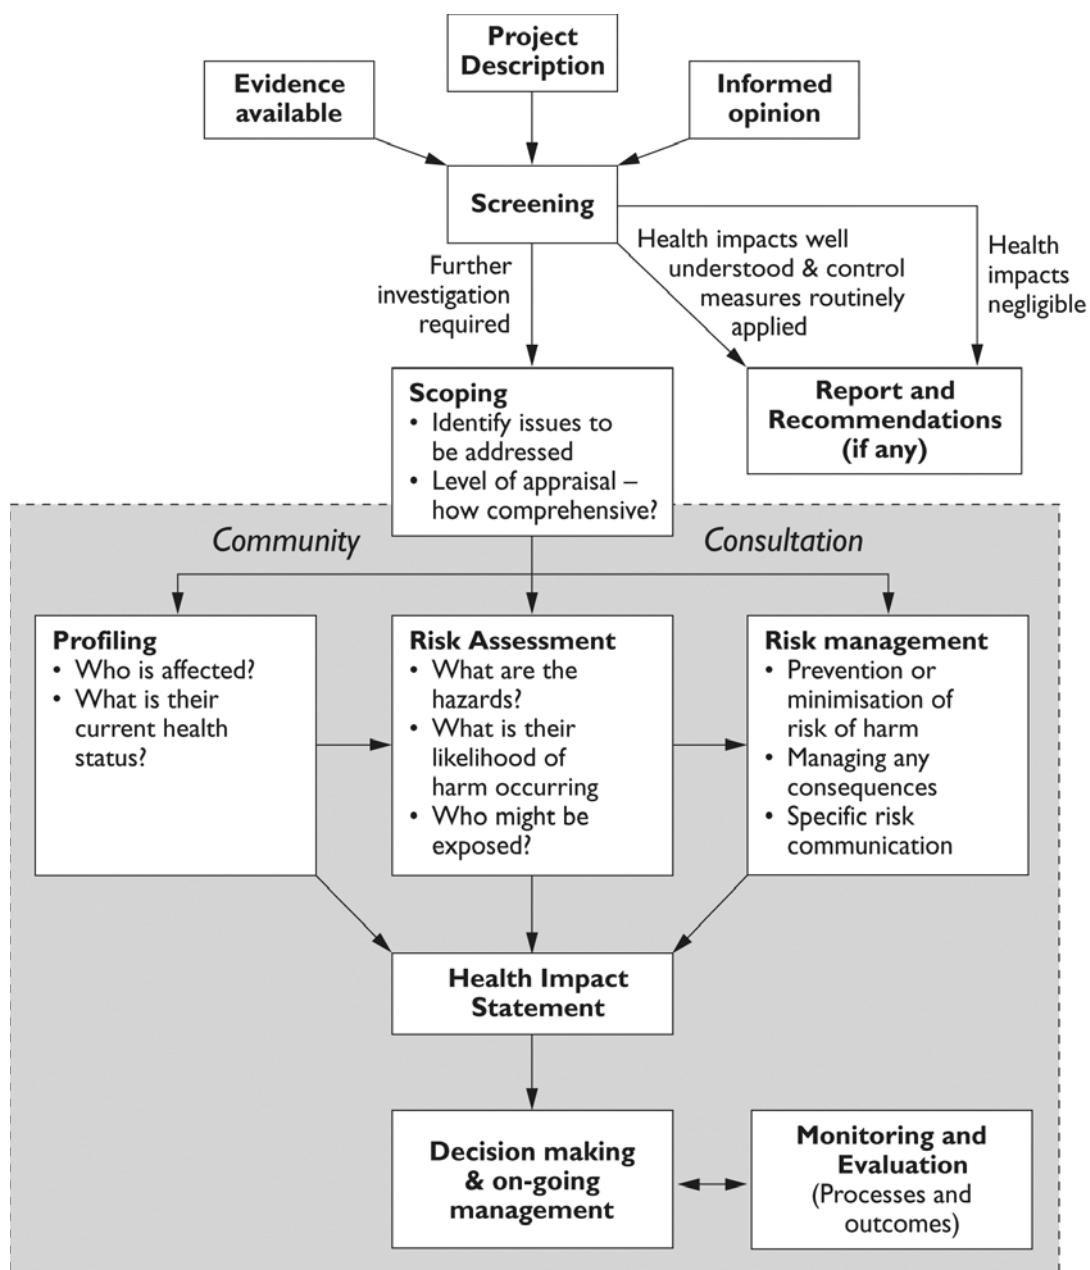 Project
Description
Evidence
available
Informed
opinion
Screening
Further
investigation
required
Health impacts well
understood & control
measures routinely
applied
Health
impacts
negligible
Scoping
• Identify issues to
be addressed
• Level of appraisal –
how comprehensive?
Report and
Recommendations
(if any)
Community
Consultation
Profiling
• Who is affected?
• What is their
current health
status?
Risk Assessment
• What are the
hazards?
• What is their
likelihood of
harm occurring
• Who might be
exposed?
Risk management
• Prevention or
minimisation of
risk of harm
• Managing any
consequences
• Specific risk
communication
Health Impact
Statement
Decision making
& on-going
management
Monitoring and
Evaluation
(Processes and
outcomes)